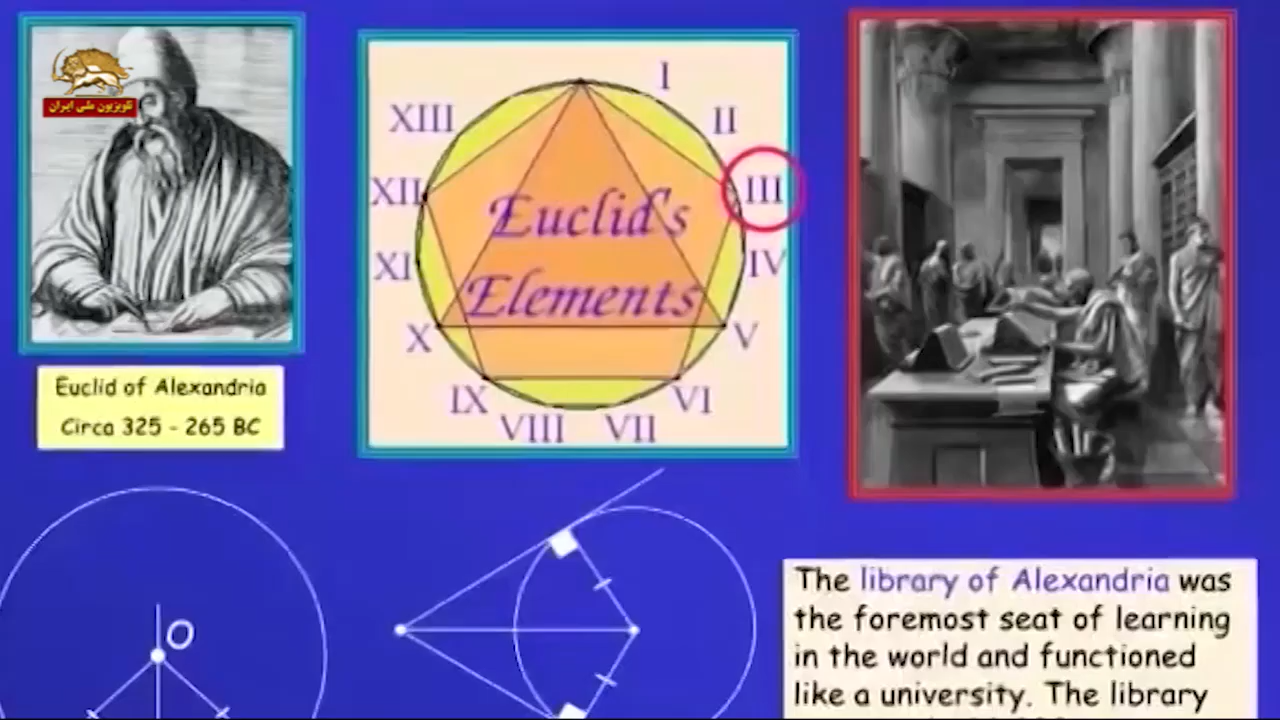 تلویزیون ملی ایران
Euclid of Alexandria
Circa 325 - 265 BC
I
II
III
IV
V
VI
VII
VIII
IX
X
XI
XII
XIII
Euclid's
Elements
O
The library of Alexandria was
the foremost seat of learning
in the world and functioned
like a university. The library